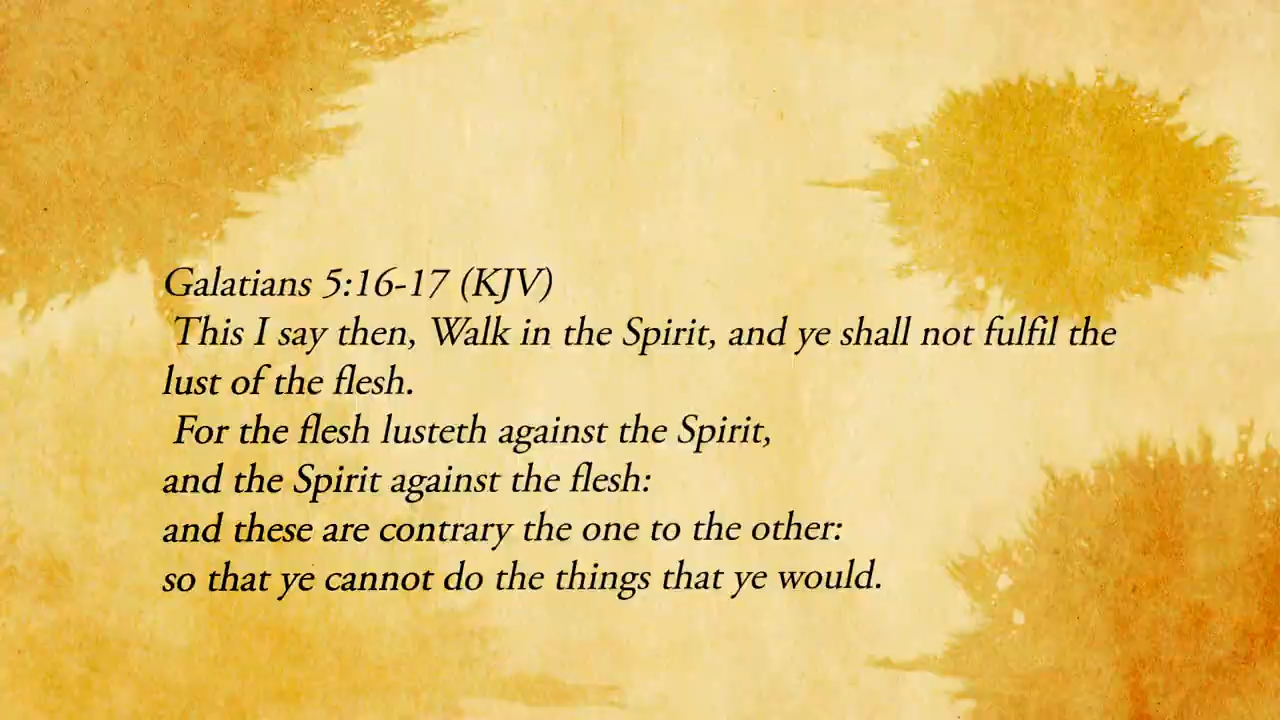 Galatians 5:16-17 (KJV)
This I say then, Walk in the Spirit, and ye shall not fulfil the
lust of the flesh.
For the flesh lusteth against the Spirit,
and the Spirit against the flesh:
and these are contrary the one to the other:
so that ye cannot do the things that ye would.